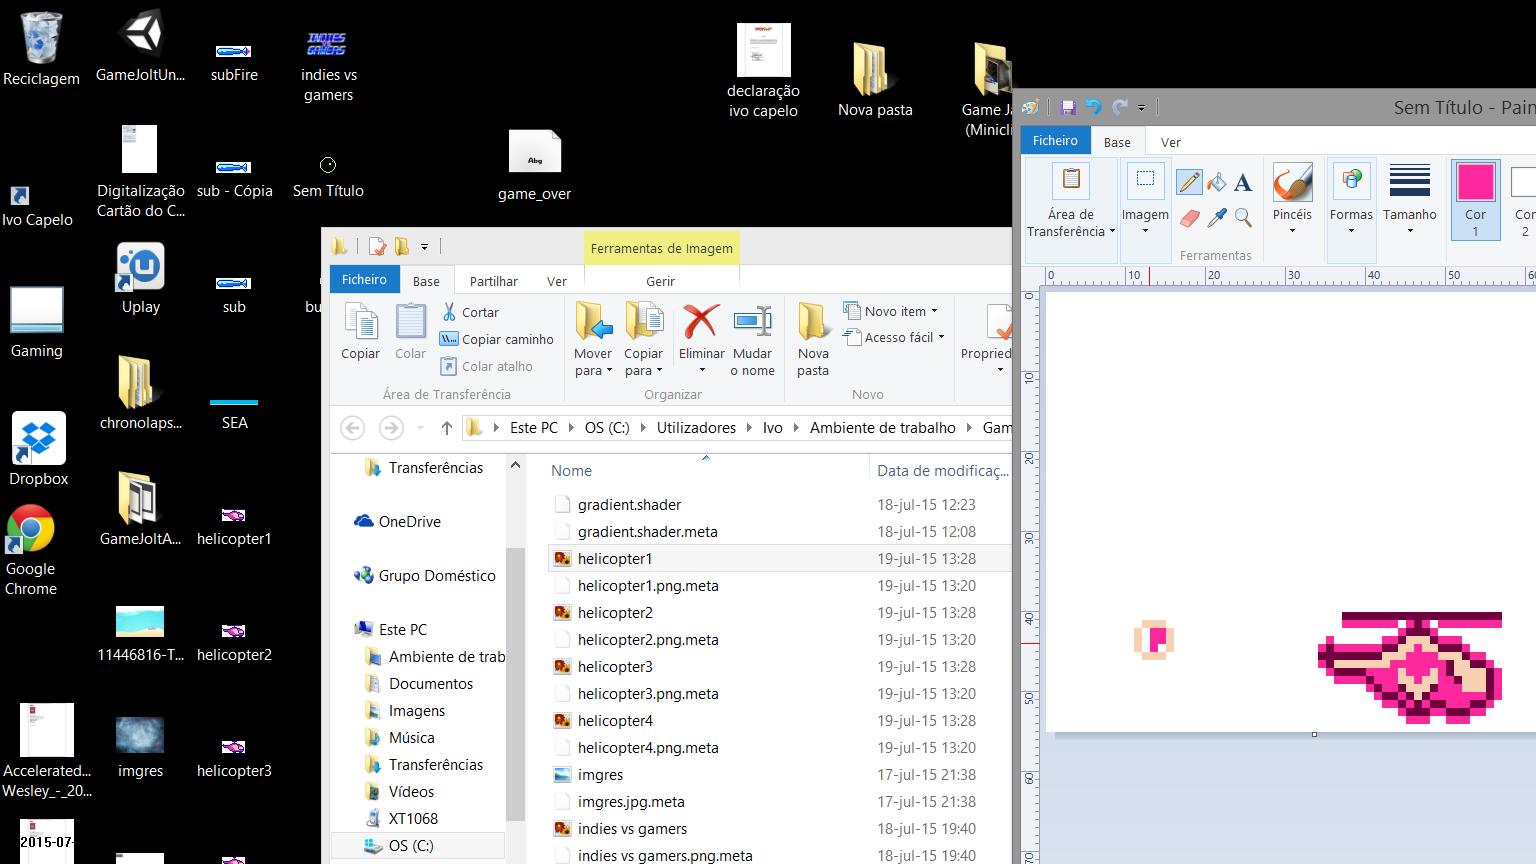 Reciclagem
GameJoltUn...
subFire
indies vs
gamers
INDIES
VS
GAMERS
declaração
ivo capelo
Nova pasta
Game Ja
(Minicli
Ivo Capelo
Digitalização
Cartão do C...
sub - Cópia
Sem Título
Abg
game_over
Gaming
Uplay
sub
bu
Dropbox
chronolaps...
SEA
Google
Chrome
GameJoltA...
helicopter1
11446816-T...
helicopter2
Accelerated...
Wesley_-_20...
imgres
helicopter3
2015-07-
Ferramentas de Imagem
Ficheiro
Base
Partilhar
Ver
Gerir
Copiar
Colar
Cortar
Copiar caminho
Colar atalho
Área de Transferência
Mover
para
Copiar
para
Eliminar
Mudar
o nome
Organizar
Nova
pasta
Novo item
Acesso fácil
Novo
Propried
Este PC
OS (C:)
Utilizadores
Ivo
Ambiente de trabalho
Gam
Transferências
OneDrive
Grupo Doméstico
Este PC
Ambiente de trab
Documentos
Imagens
Música
Transferências
Vídeos
XT1068
OS (C:)
Nome
Data de modificaç...
gradient.shader 18-jul-15 12:23
gradient.shader.meta 18-jul-15 12:08
helicopter1 19-jul-15 13:28
helicopter1.png.meta 19-jul-15 13:20
helicopter2 19-jul-15 13:28
helicopter2.png.meta 19-jul-15 13:20
helicopter3 19-jul-15 13:28
helicopter3.png.meta 19-jul-15 13:20
helicopter4 19-jul-15 13:28
helicopter4.png.meta 19-jul-15 13:20
imgres 17-jul-15 21:38
imgres.jpg.meta 17-jul-15 21:38
indies vs gamers 18-jul-15 19:40
indies vs gamers.png.meta 18-jul-15 19:40
Sem Título - Pain
Ficheiro
Base
Ver
Área de
Transferência
Imagem
A
Ferramentas
Pincéis
Formas
Tamanho
Cor
1
Cor
2
0 10 20 30 40 50 60
0
10
20
30
40
50
60
70